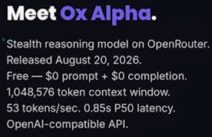 Meet Ox Alpha.
Stealth reasoning model on OpenRouter.
Released August 20, 2026.
Free — $0 prompt + $0 completion.
1,048,576 token context window.
53 tokens/sec. 0.85s P50 latency.
OpenAI-compatible API.